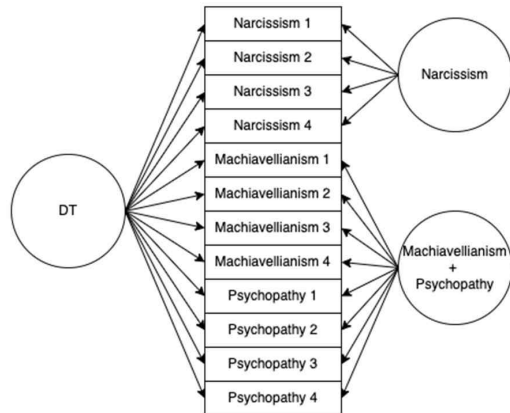 Narcissism 1
Narcissism 2
Narcissism 3
Narcissism 4
Machiavellianism 1
Machiavellianism 2
Machiavellianism 3
Machiavellianism 4
Psychopathy 1
Psychopathy 2
Psychopathy 3
Psychopathy 4
DT
Narcissism
Machiavellianism
+
Psychopathy